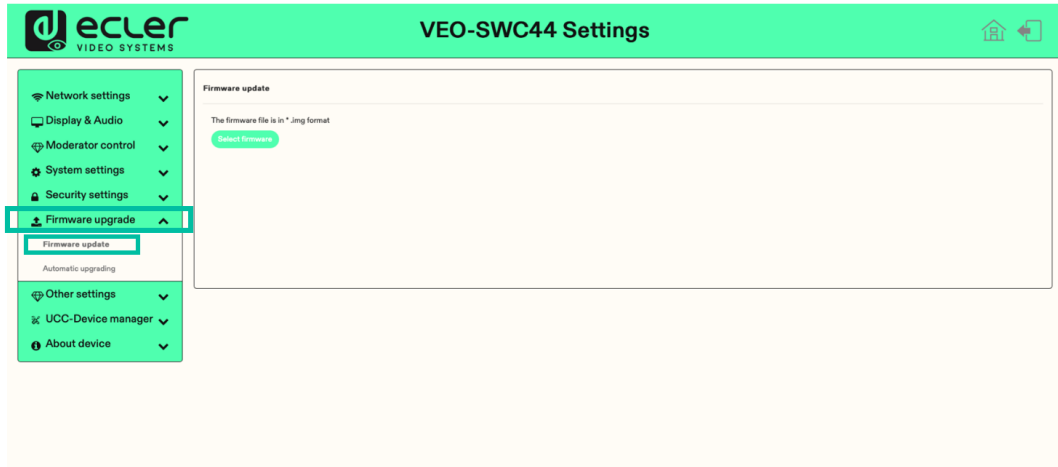 ecler
VIDEO SYSTEMS
VEO-SWC44 Settings
Network settings
Display & Audio
Moderator control
System settings
Security settings
Firmware upgrade
Firmware update
Automatic upgrading
Other settings
UCC-Device manager
About device
Firmware update
The firmware file is in * .img format
Select firmware